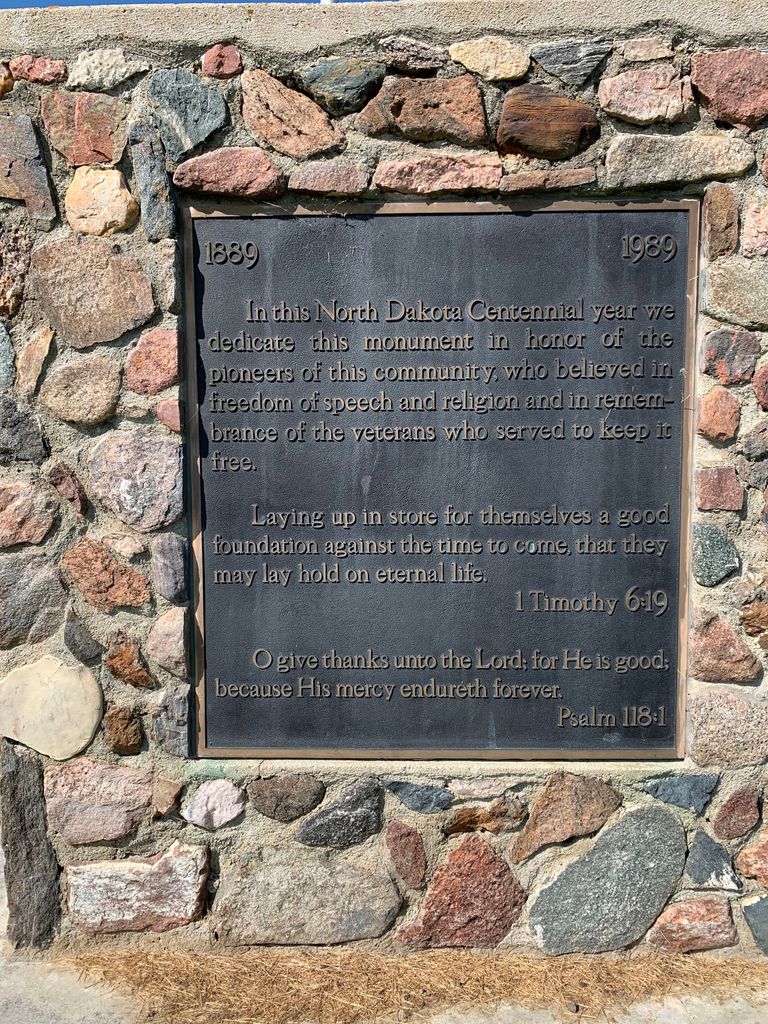 1889 1989
In this North Dakota Centennial year we
dedicate this monument in honor of the
pioneers of this community, who believed in
freedom of speech and religion and in remem-
brance of the veterans who served to keep it
free.
Laying up in store for themselves a good
foundation against the time to come, that they
may lay hold on eternal life.
1 Timothy 6:19
O give thanks unto the Lord; for He is good;
because His mercy endureth forever.
Psalm 118:1